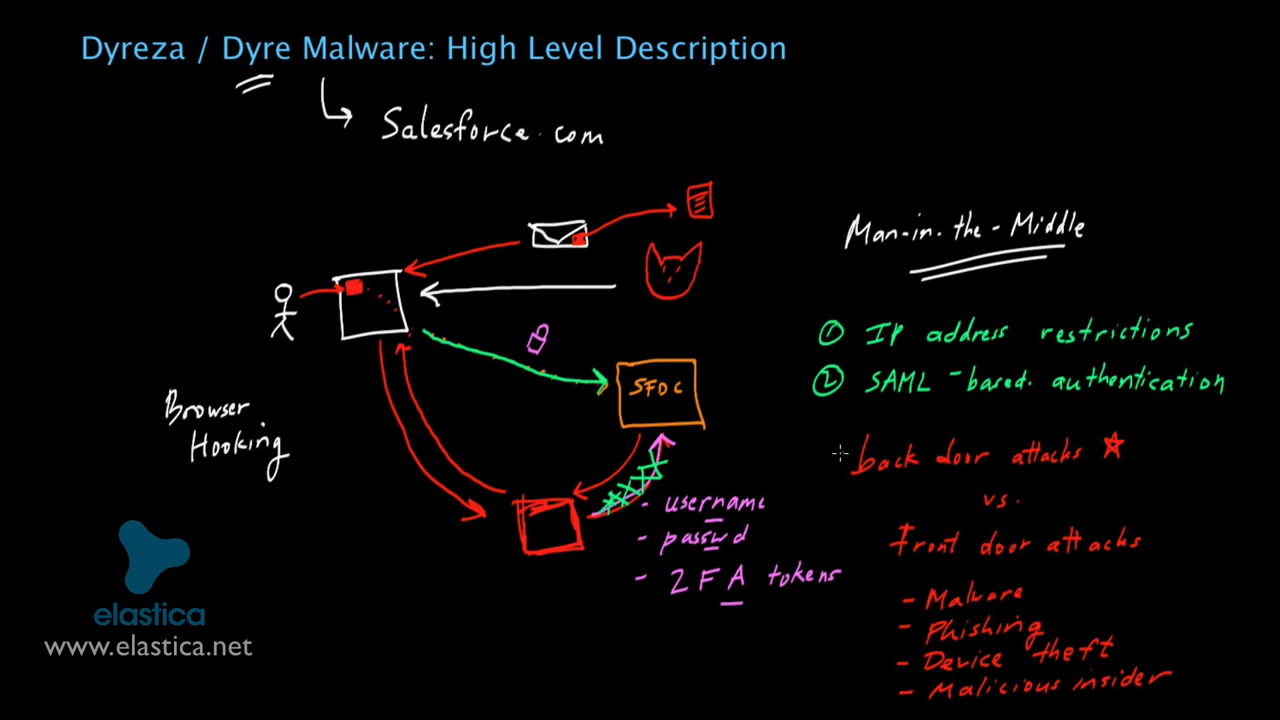 Dyreza / Dyre Malware: High Level Description
Salesforce.com
Man-in-the-Middle
① IP address restrictions
② SAML-based authentication
SFDC
Browser
Hooking
back door attacks
vs.
Front door attacks
- Malware
- Phishing
- Device theft
- Malicious insider
- username
- passwd
- 2FA tokens
elastica
www.elastica.net